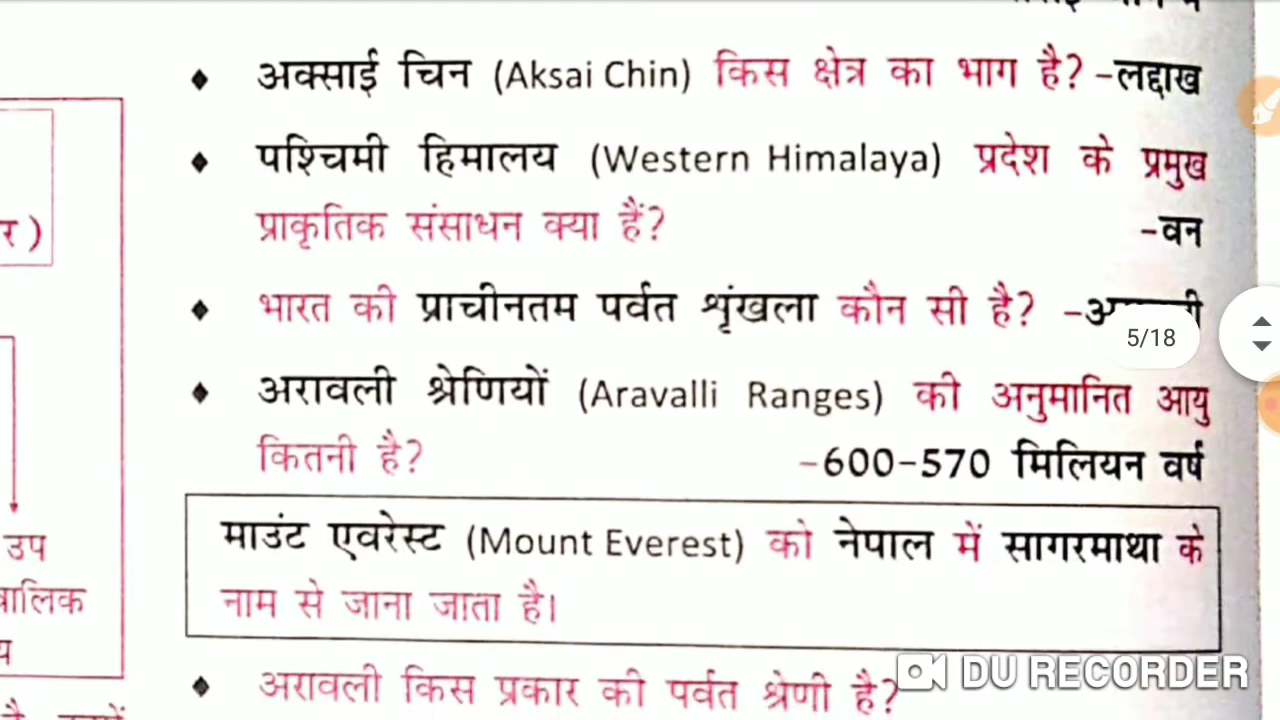 ♦ अक्साई चिन (Aksai Chin) किस क्षेत्र का भाग है? -लद्दाख
♦ पश्चिमी हिमालय (Western Himalaya) प्रदेश के प्रमुख
प्राकृतिक संसाधन क्या हैं? -वन
♦ भारत की प्राचीनतम पर्वत शृंखला कौन सी है?
5/18
♦ अरावली श्रेणियों (Aravalli Ranges) की अनुमानित आयु
कितनी है? -600-570 मिलियन वर्ष
माउंट एवरेस्ट (Mount Everest) को नेपाल में सागरमाथा के
नाम से जाना जाता है।
उप
♦ अरावली किस प्रकार की पर्वत श्रेणी है?
DU RECORDER